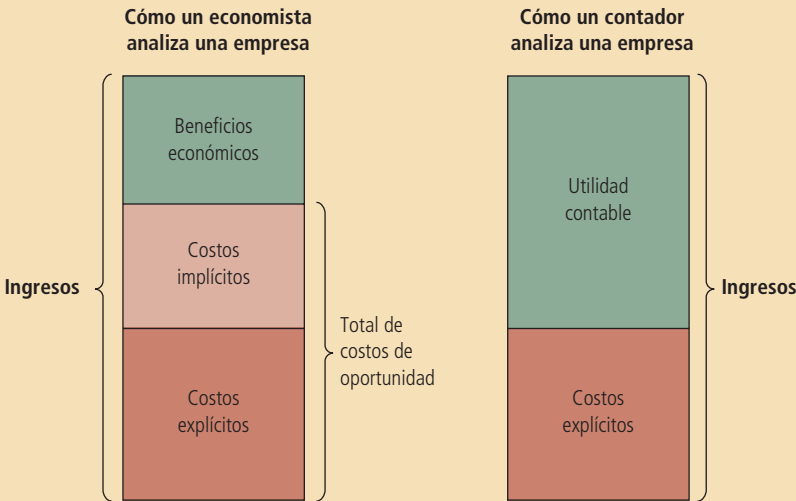 Cómo un economista
analiza una empresa
Cómo un contador
analiza una empresa
Beneficios
económicos
Costos
implícitos
Costos
explícitos
Ingresos
Total de
costos de
oportunidad
Utilidad
contable
Costos
explícitos
Ingresos